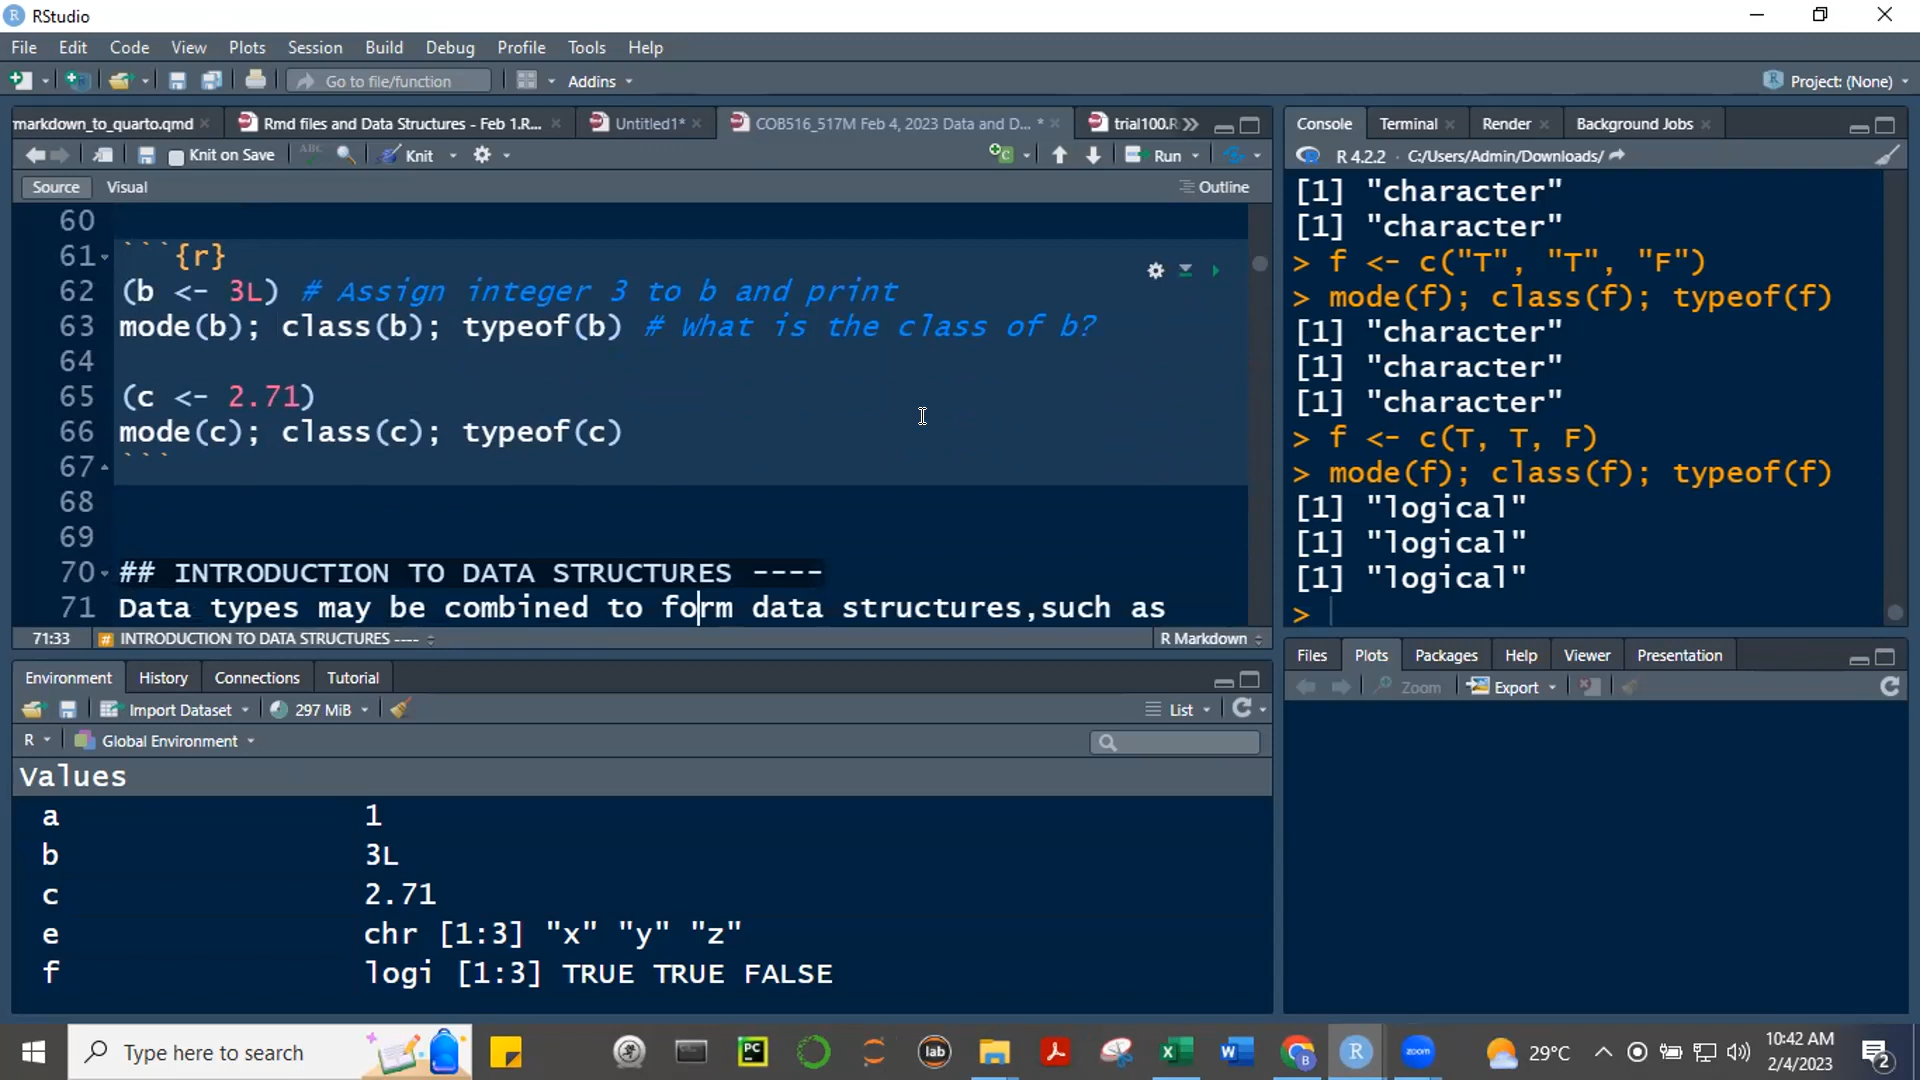 RStudio
File Edit Code View Plots Session Build Debug Profile Tools Help
Go to file/function Addins Project: (None)
markdown_to_quarto.qmd Rmd files and Data Structures - Feb 1.R... Untitled1* COB516_517M Feb 4, 2023 Data and D... * trial100.R
Knit on Save ABC Knit Run
Source Visual Outline
60
61 ```{r}
62 (b <- 3L) # Assign integer 3 to b and print
63 mode(b); class(b); typeof(b) # What is the class of b?
64
65 (c <- 2.71)
66 mode(c); class(c); typeof(c)
67 ```
68
69
70 ## INTRODUCTION TO DATA STRUCTURES ----
71 Data types may be combined to form data structures,such as
71:33 # INTRODUCTION TO DATA STRUCTURES ---- R Markdown
Environment History Connections Tutorial
Import Dataset 297 MiB List
R Global Environment
Values
a 1
b 3L
c 2.71
e chr [1:3] "x" "y" "z"
f logi [1:3] TRUE TRUE FALSE
Console Terminal Render Background Jobs
R 4.2.2 · C:/Users/Admin/Downloads/
[1] "character"
[1] "character"
> f <- c("T", "T", "F")
> mode(f); class(f); typeof(f)
[1] "character"
[1] "character"
[1] "character"
> f <- c(T, T, F)
> mode(f); class(f); typeof(f)
[1] "logical"
[1] "logical"
[1] "logical"
>
Files Plots Packages Help Viewer Presentation
Zoom Export
Type here to search
PC
lab
W
R
zoom
29°C
10:42 AM
2/4/2023
2